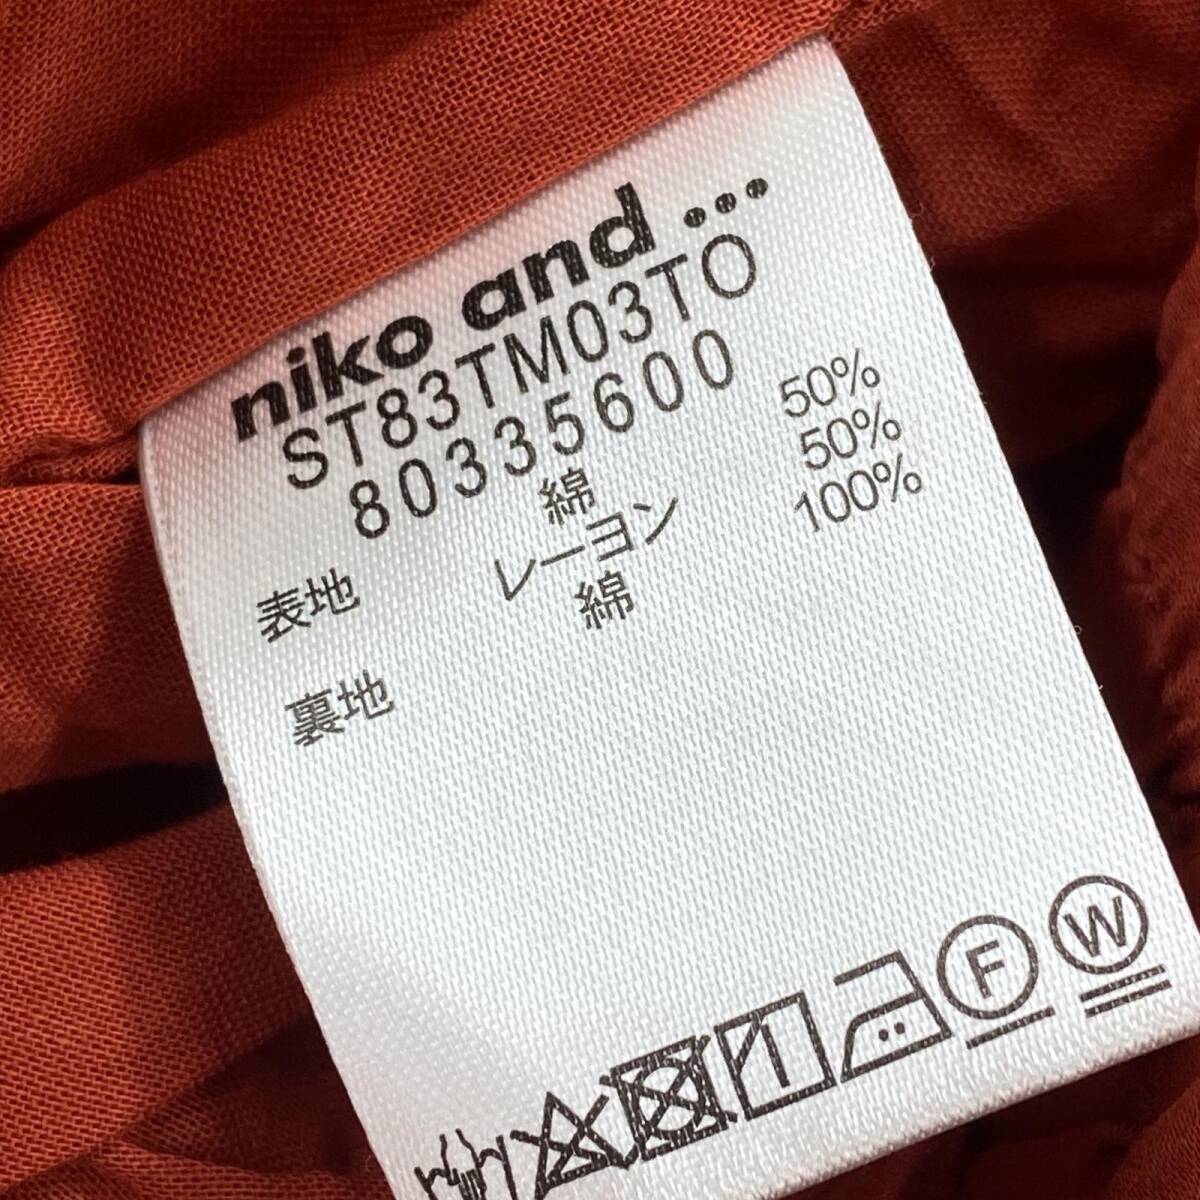 niko and ...
ST83TM03TO
80335600
表地 綿 50%
レーヨン 50%
裏地 綿 100%
F W